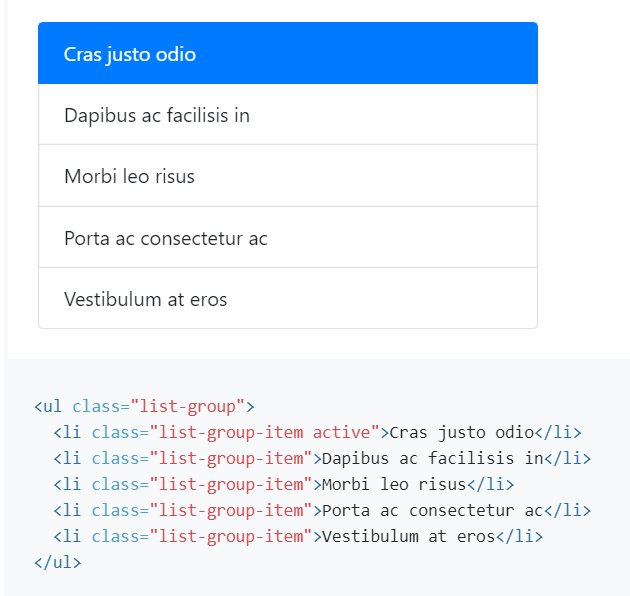 Cras justo odio
Dapibus ac facilisis in
Morbi leo risus
Porta ac consectetur ac
Vestibulum at eros
<ul class="list-group">
  <li class="list-group-item active">Cras justo odio</li>
  <li class="list-group-item">Dapibus ac facilisis in</li>
  <li class="list-group-item">Morbi leo risus</li>
  <li class="list-group-item">Porta ac consectetur ac</li>
  <li class="list-group-item">Vestibulum at eros</li>
</ul>